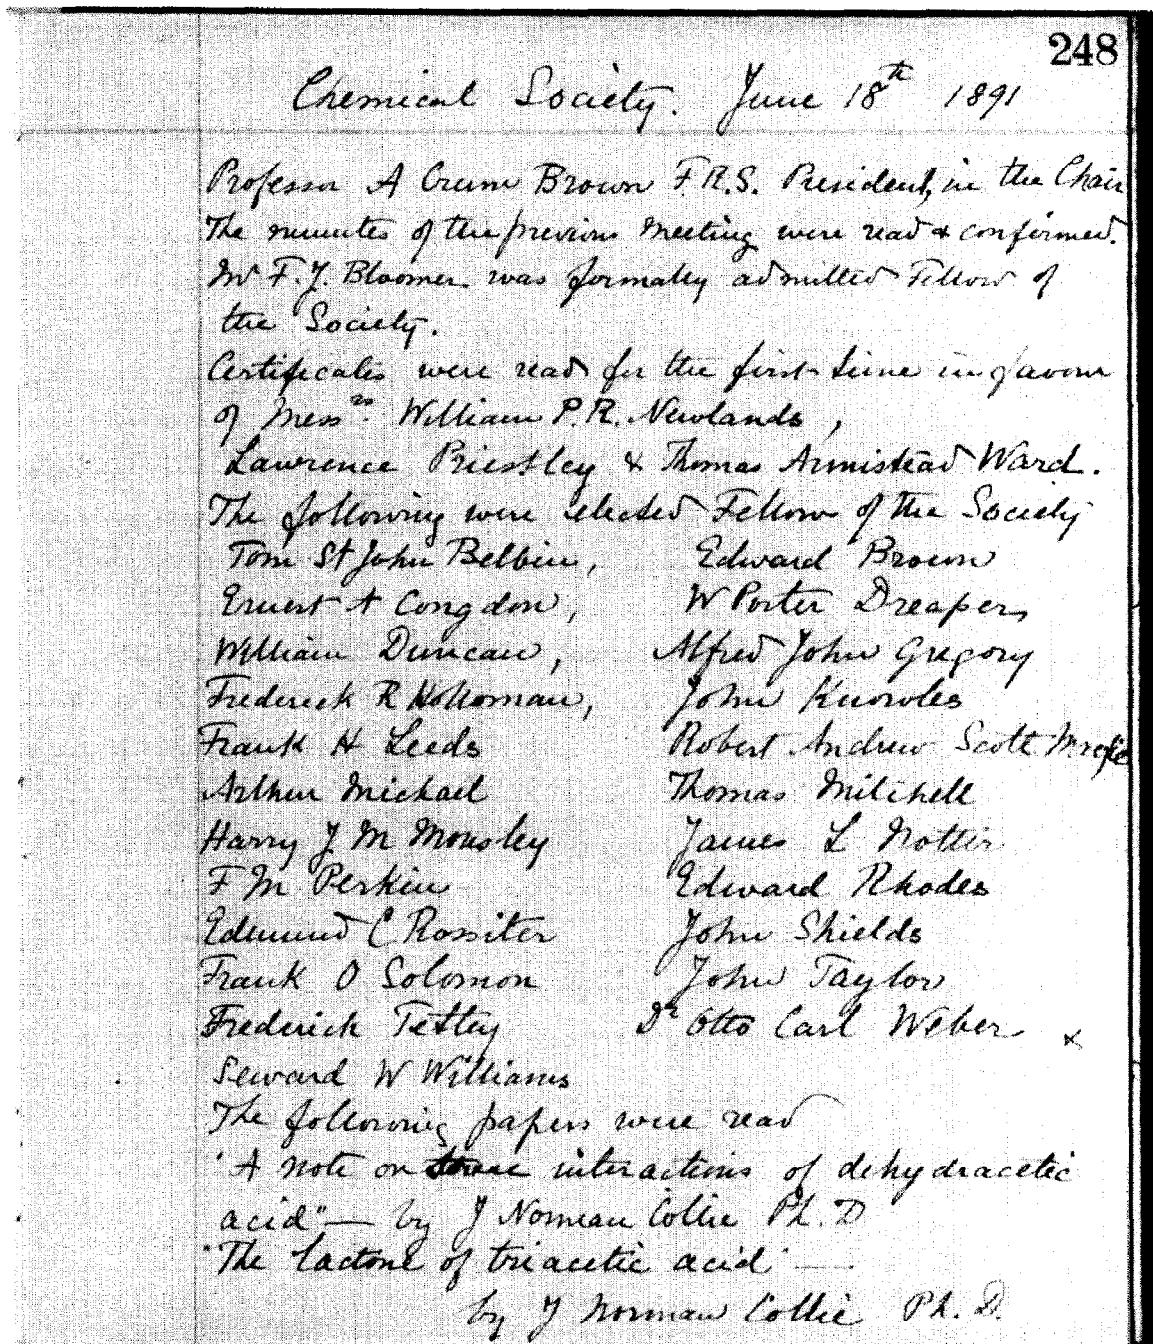 248
Chemical Society. June 18th 1891
Professor A Crum Brown F.R.S. President, in the Chair
The minutes of the previous meeting were read & confirmed.
Mr F. J. Bloomer was formally admitted Fellow of
the Society.
Certificates were read for the first time in favour
of Messrs. William P. R. Newlands,
Lawrence Priestley & Thomas Armistead Ward.
The following were elected Fellows of the Society
Tom St John Belbin, Edward Brown
Ernest A Congdon, W Porter Dreaper,
William Duncan, Alfred John Gregory
Frederick R Holtoman, John Knowles
Frank H Leeds Robert Andrew Scott
Arthur Michael Thomas Mitchell
Harry J M Mousley James L Notter
F M Perkin Edward Rhodes
Edmund C Rossiter John Shields
Frank O Solomon John Taylor
Frederick Tetley Dr Otto Carl Weber &
Seward W Williams
The following papers were read
"A note on some interactions of dehydracetic
acid" — by J Norman Collie Ph. D
"The lactone of triacetic acid" —
by J Norman Collie Ph. D.